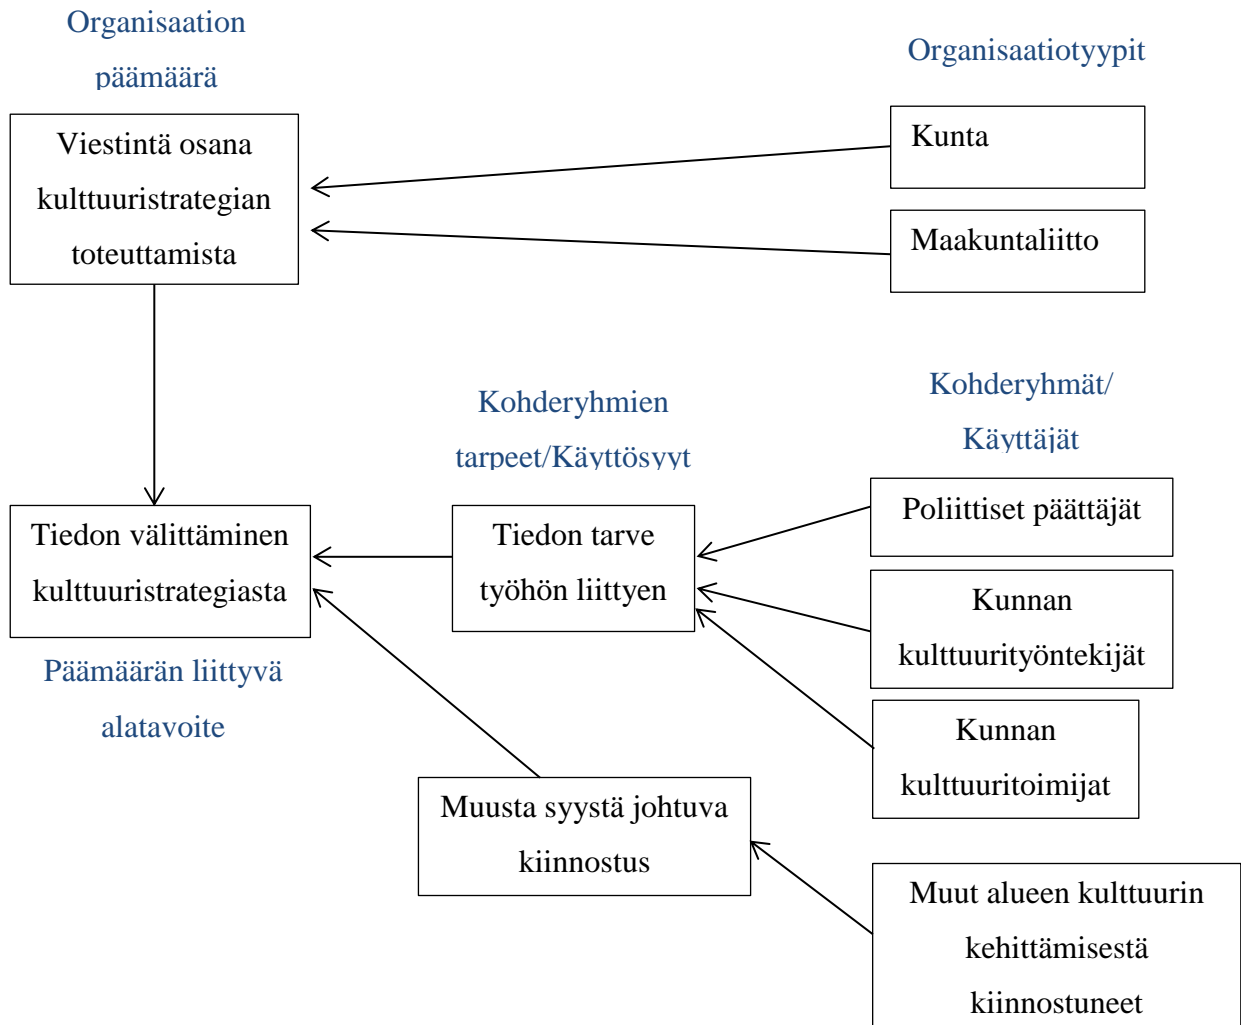 Organisaation
päämäärä
Organisaatiotyypit
Viestintä osana
kulttuuristrategian
toteuttamista
Kunta
Maakuntaliitto
Kohderyhmien
tarpeet/Käyttösyyt
Kohderyhmät/
Käyttäjät
Tiedon välittäminen
kulttuuristrategiasta
Tiedon tarve
työhön liittyen
Poliittiset päättäjät
Kunnan
kulttuurityöntekijät
Päämäärän liittyvä
alatavoite
Kunnan
kulttuuritoimijat
Muusta syystä johtuva
kiinnostus
Muut alueen kulttuurin
kehittämisestä
kiinnostuneet